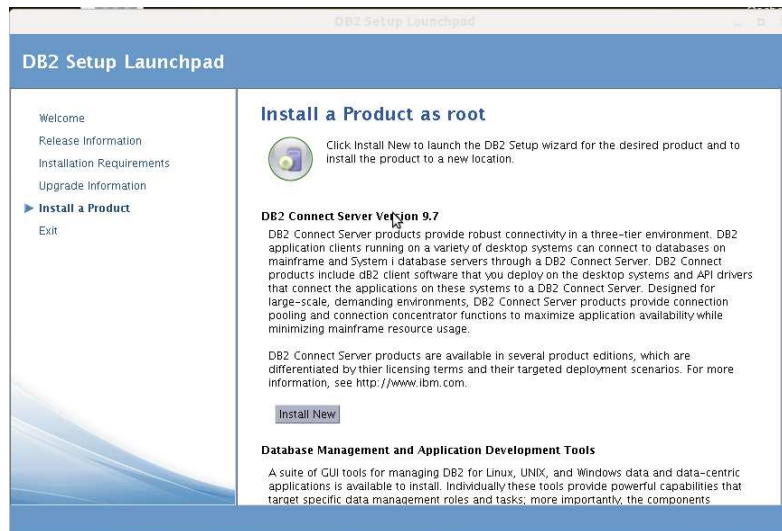 DB2 Setup Launchpad
DB2 Setup Launchpad
Welcome
Release Information
Installation Requirements
Upgrade Information
Install a Product
Exit
Install a Product as root
Click Install New to launch the DB2 Setup wizard for the desired product and to
install the product to a new location.
DB2 Connect Server Version 9.7
DB2 Connect Server products provide robust connectivity in a three-tier environment. DB2
application clients running on a variety of desktop systems can connect to databases on
mainframe and System i database servers through a DB2 Connect Server. DB2 Connect
products include dB2 client software that you deploy on the desktop systems and API drivers
that connect the applications on these systems to a DB2 Connect Server. Designed for
large-scale, demanding environments, DB2 Connect Server products provide connection
pooling and connection concentrator functions to maximize application availability while
minimizing mainframe resource usage.
DB2 Connect Server products are available in several product editions, which are
differentiated by thier licensing terms and their targeted deployment scenarios. For more
information, see http://www.ibm.com.
Install New
Database Management and Application Development Tools
A suite of GUI tools for managing DB2 for Linux, UNIX, and Windows data and data-centric
applications is available to install. Individually these tools provide powerful capabilities that
target specific data management roles and tasks; more importantly, the components